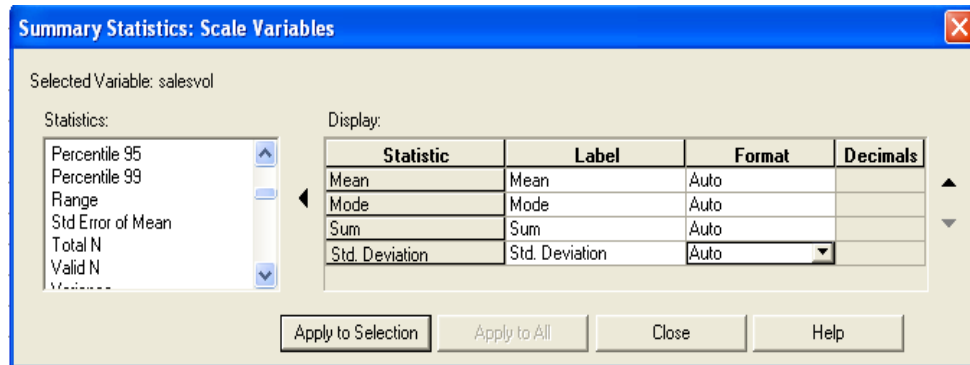 Summary Statistics: Scale Variables
Selected Variable: salesvol
Statistics:
Display:
Percentile 95
Percentile 99
Range
Std Error of Mean
Total N
Valid N
Statistic Label Format Decimals
Mean Mean Auto
Mode Mode Auto
Sum Sum Auto
Std. Deviation Std. Deviation Auto
Apply to Selection Apply to All Close Help